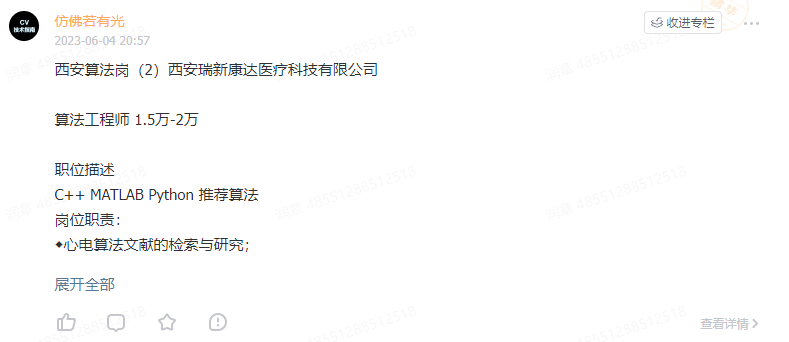 CV
技术指南
仿佛若有光
2023-06-04 20:57
收进专栏
精华
西安算法岗（2）西安瑞新康达医疗科技有限公司
算法工程师 1.5万-2万
职位描述
C++ MATLAB Python 推荐算法
岗位职责：
◆心电算法文献的检索与研究；
展开全部
查看详情